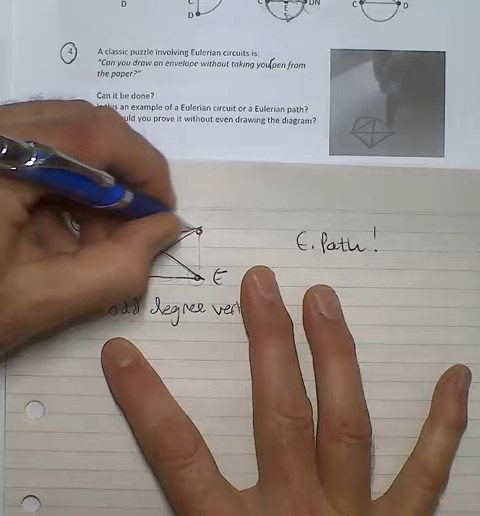 D
C
D
C
E
DN
C
D
4
A classic puzzle involving Eulerian circuits is:
"Can you draw an envelope without taking your pen from
the paper?"
Can it be done?
is an example of a Eulerian circuit or a Eulerian path?
you prove it without even drawing the diagram?
E. Path!
E
odd degree vert